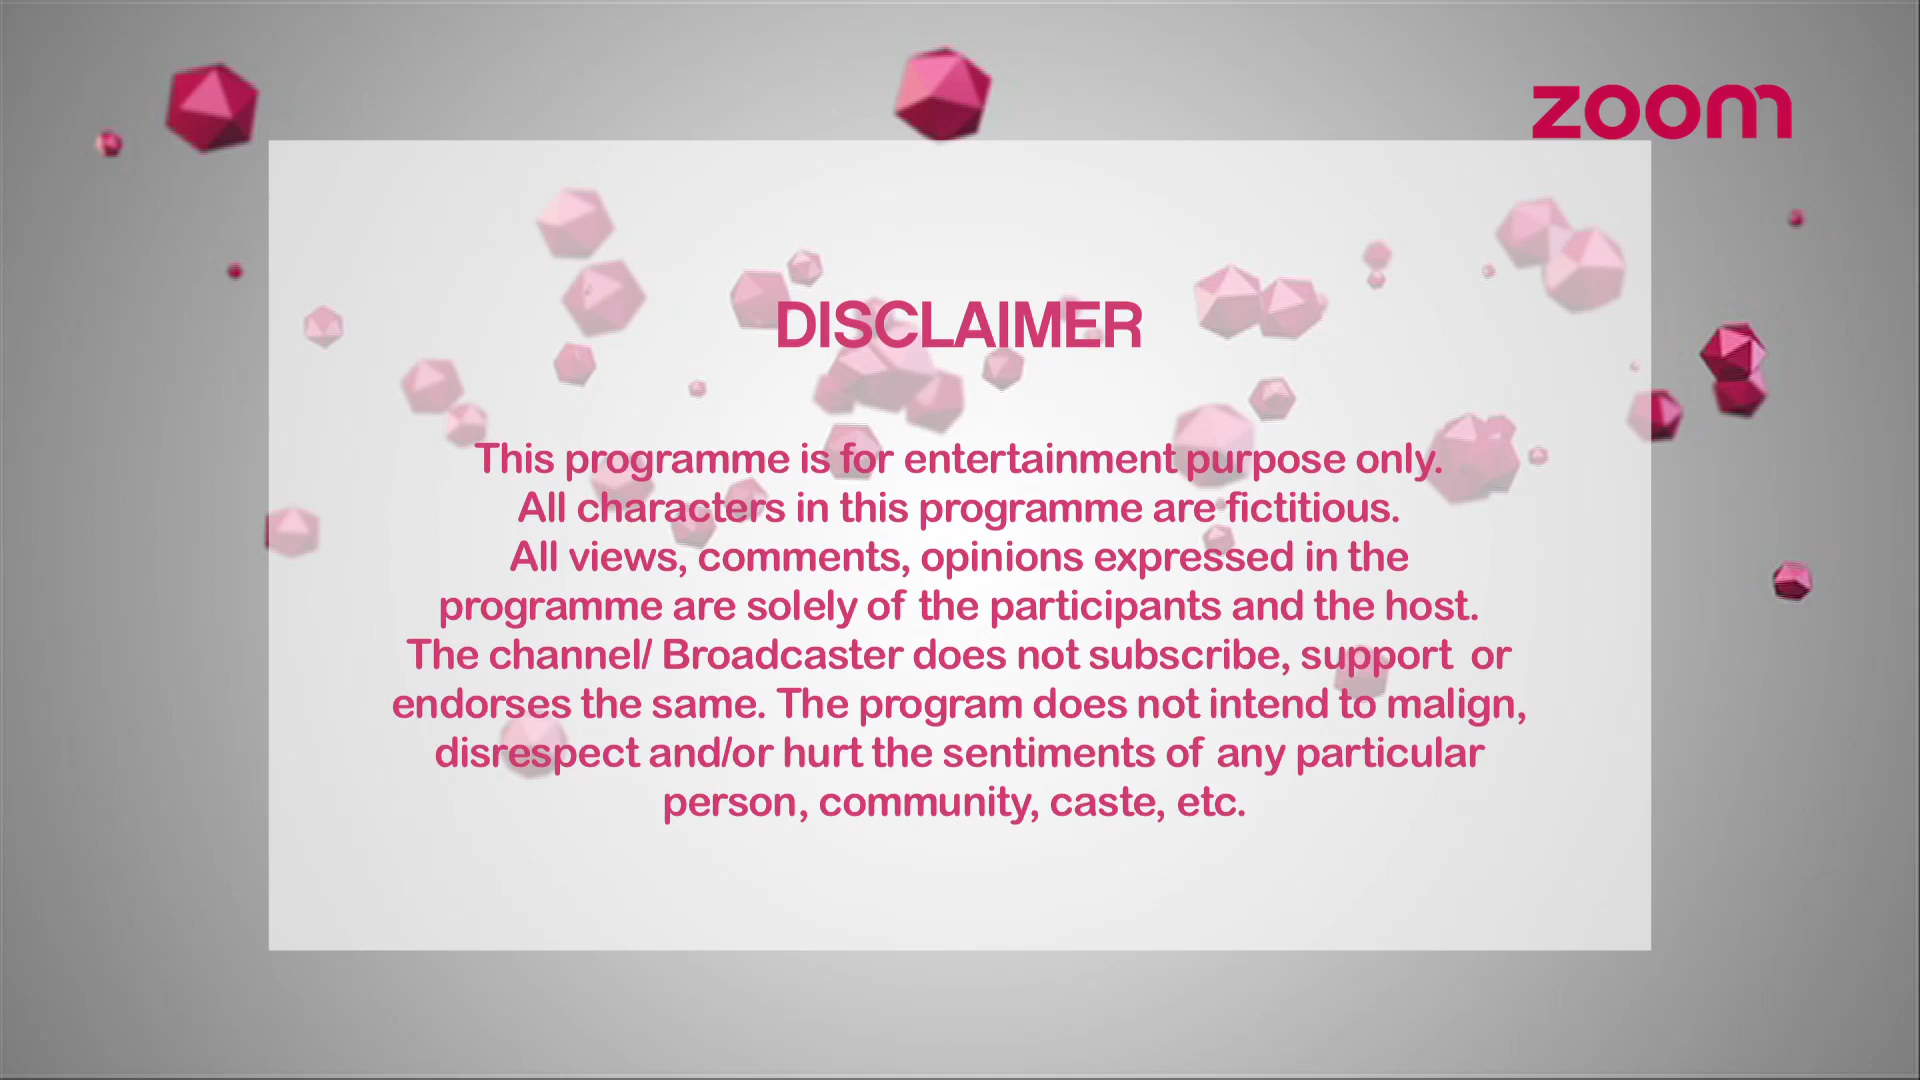 zoom
DISCLAIMER
This programme is for entertainment purpose only.
All characters in this programme are fictitious.
All views, comments, opinions expressed in the
programme are solely of the participants and the host.
The channel/ Broadcaster does not subscribe, support or
endorses the same. The program does not intend to malign,
disrespect and/or hurt the sentiments of any particular
person, community, caste, etc.